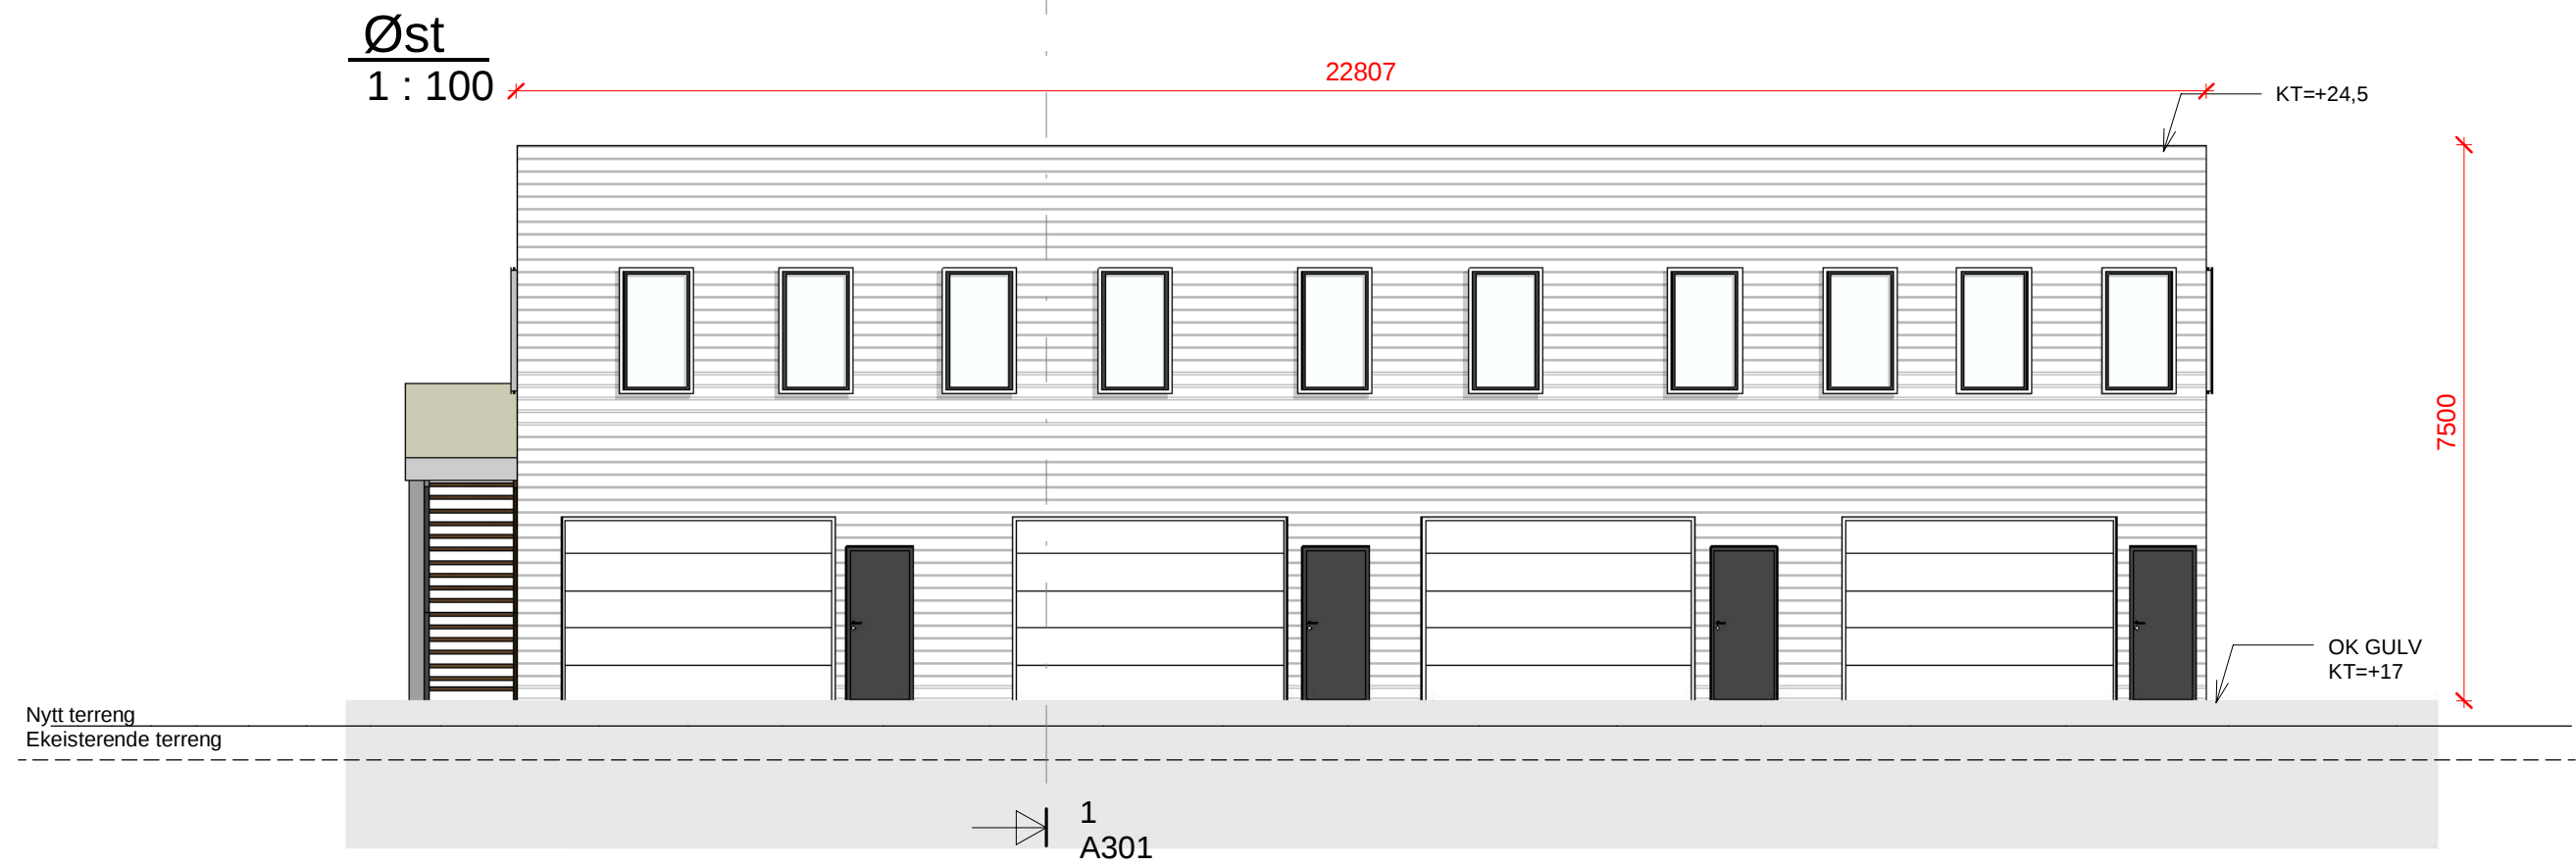 Øst
1 : 100
22807
KT=+24,5
7500
OK GULV
KT=+17
Nytt terreng
Ekeisterende terreng
1
A301